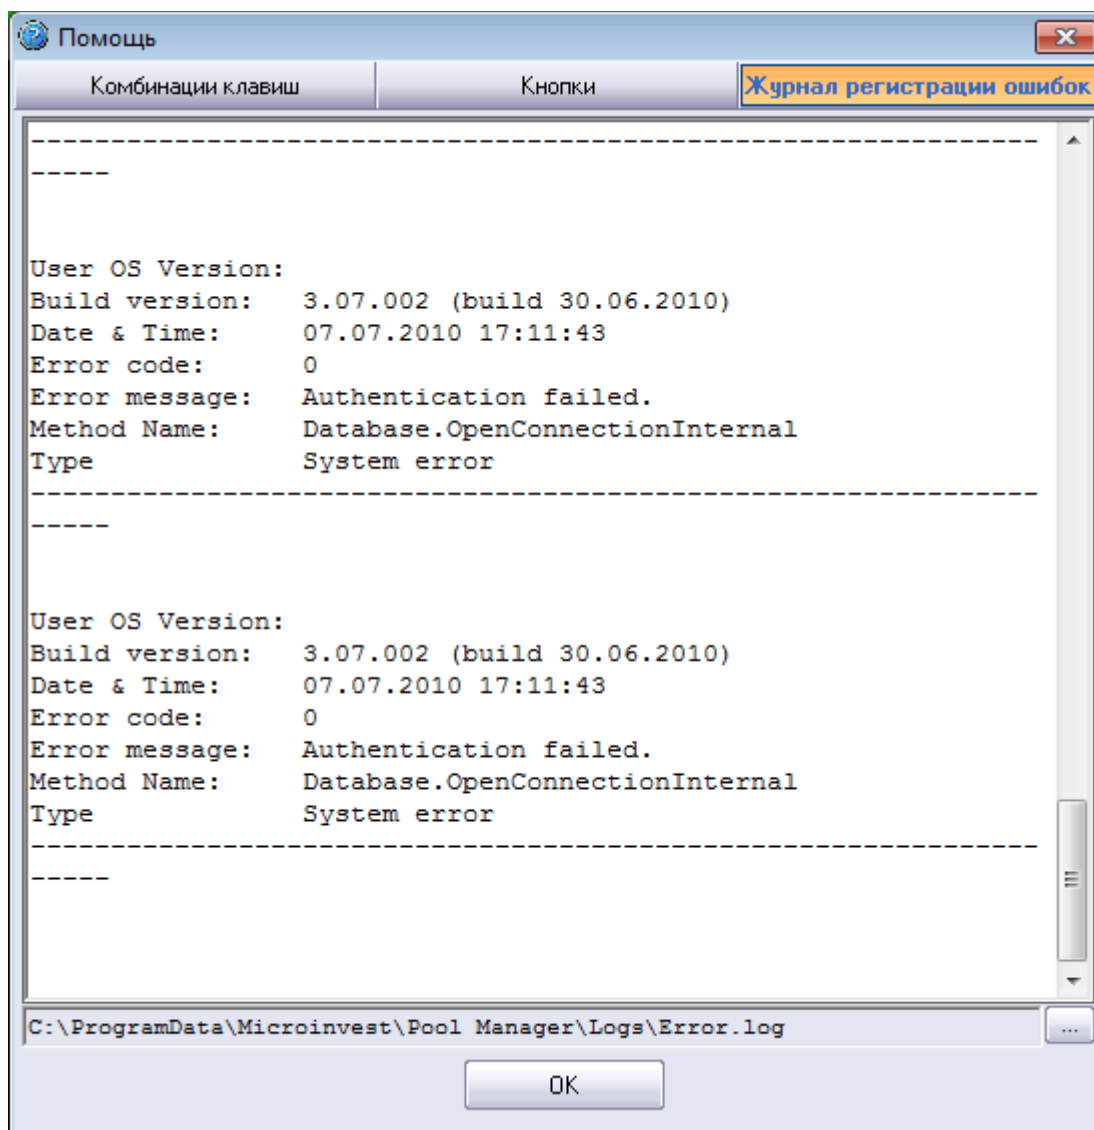 Помощь
Комбинации клавиш Кнопки Журнал регистрации ошибок
---------------------------------------------------------------
-----
User OS Version:
Build version: 3.07.002 (build 30.06.2010)
Date & Time: 07.07.2010 17:11:43
Error code: 0
Error message: Authentication failed.
Method Name: Database.OpenConnectionInternal
Type System error
---------------------------------------------------------------
-----
User OS Version:
Build version: 3.07.002 (build 30.06.2010)
Date & Time: 07.07.2010 17:11:43
Error code: 0
Error message: Authentication failed.
Method Name: Database.OpenConnectionInternal
Type System error
---------------------------------------------------------------
-----
C:\ProgramData\Microinvest\Pool Manager\Logs\Error.log ...
OK